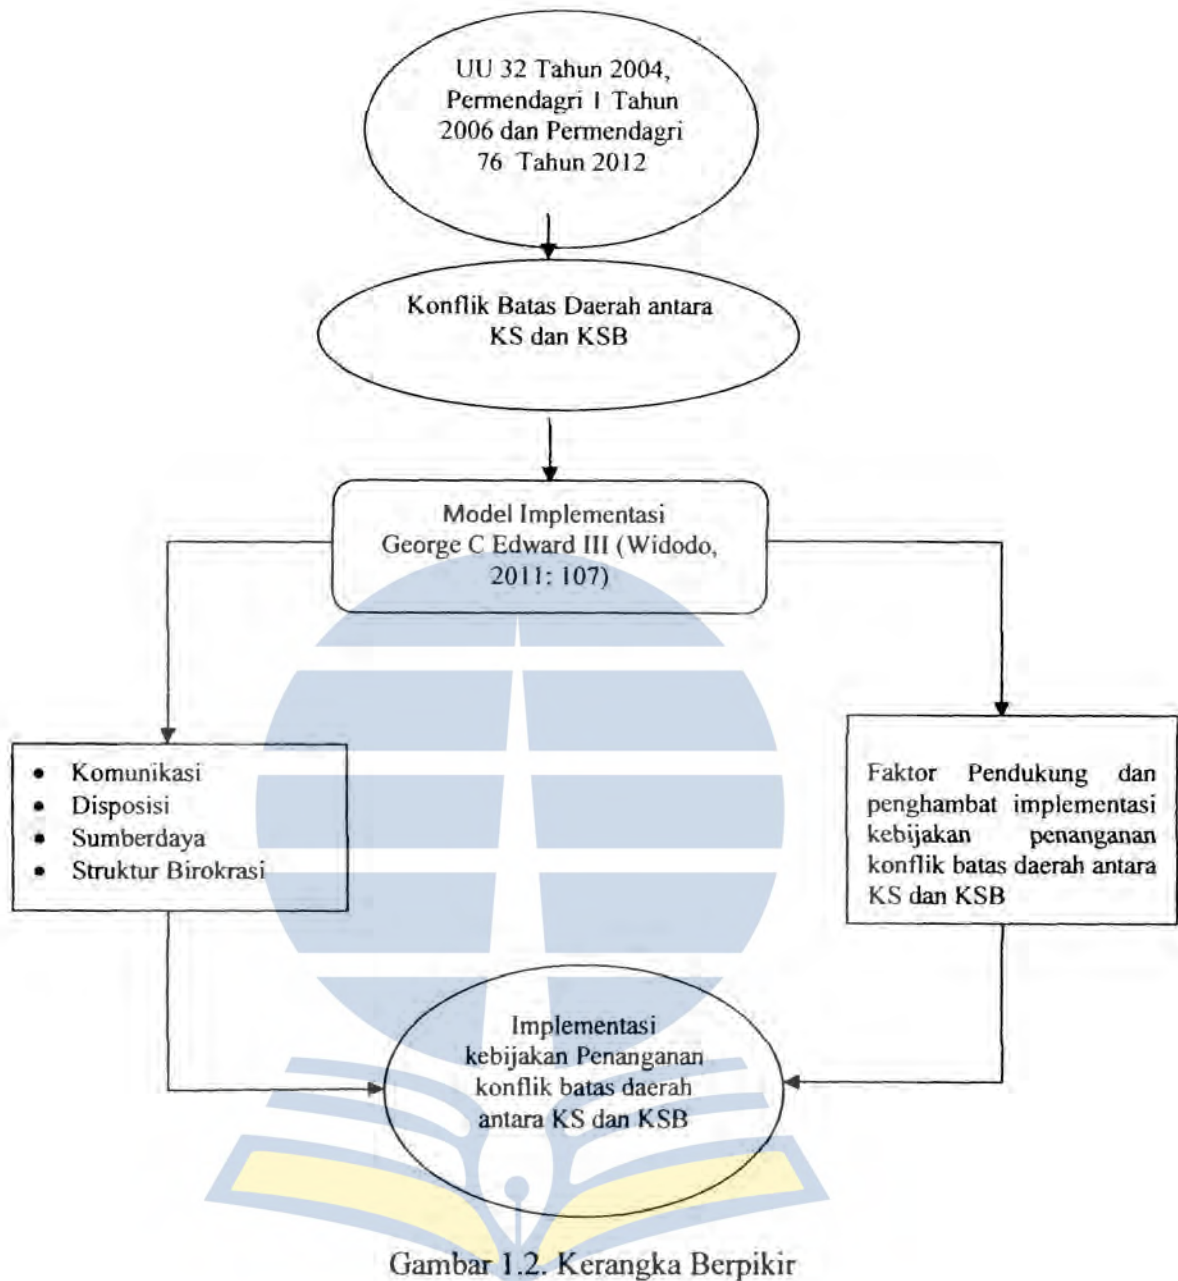 UU 32 Tahun 2004,
Permendagri 1 Tahun
2006 dan Permendagri
76 Tahun 2012
Konflik Batas Daerah antara
KS dan KSB
Model Implementasi
George C Edward III (Widodo,
2011: 107)
• Komunikasi
• Disposisi
• Sumberdaya
• Struktur Birokrasi
Faktor Pendukung dan
penghambat implementasi
kebijakan penanganan
konflik batas daerah antara
KS dan KSB
Implementasi
kebijakan Penanganan
konflik batas daerah
antara KS dan KSB
Gambar 1.2. Kerangka Berpikir